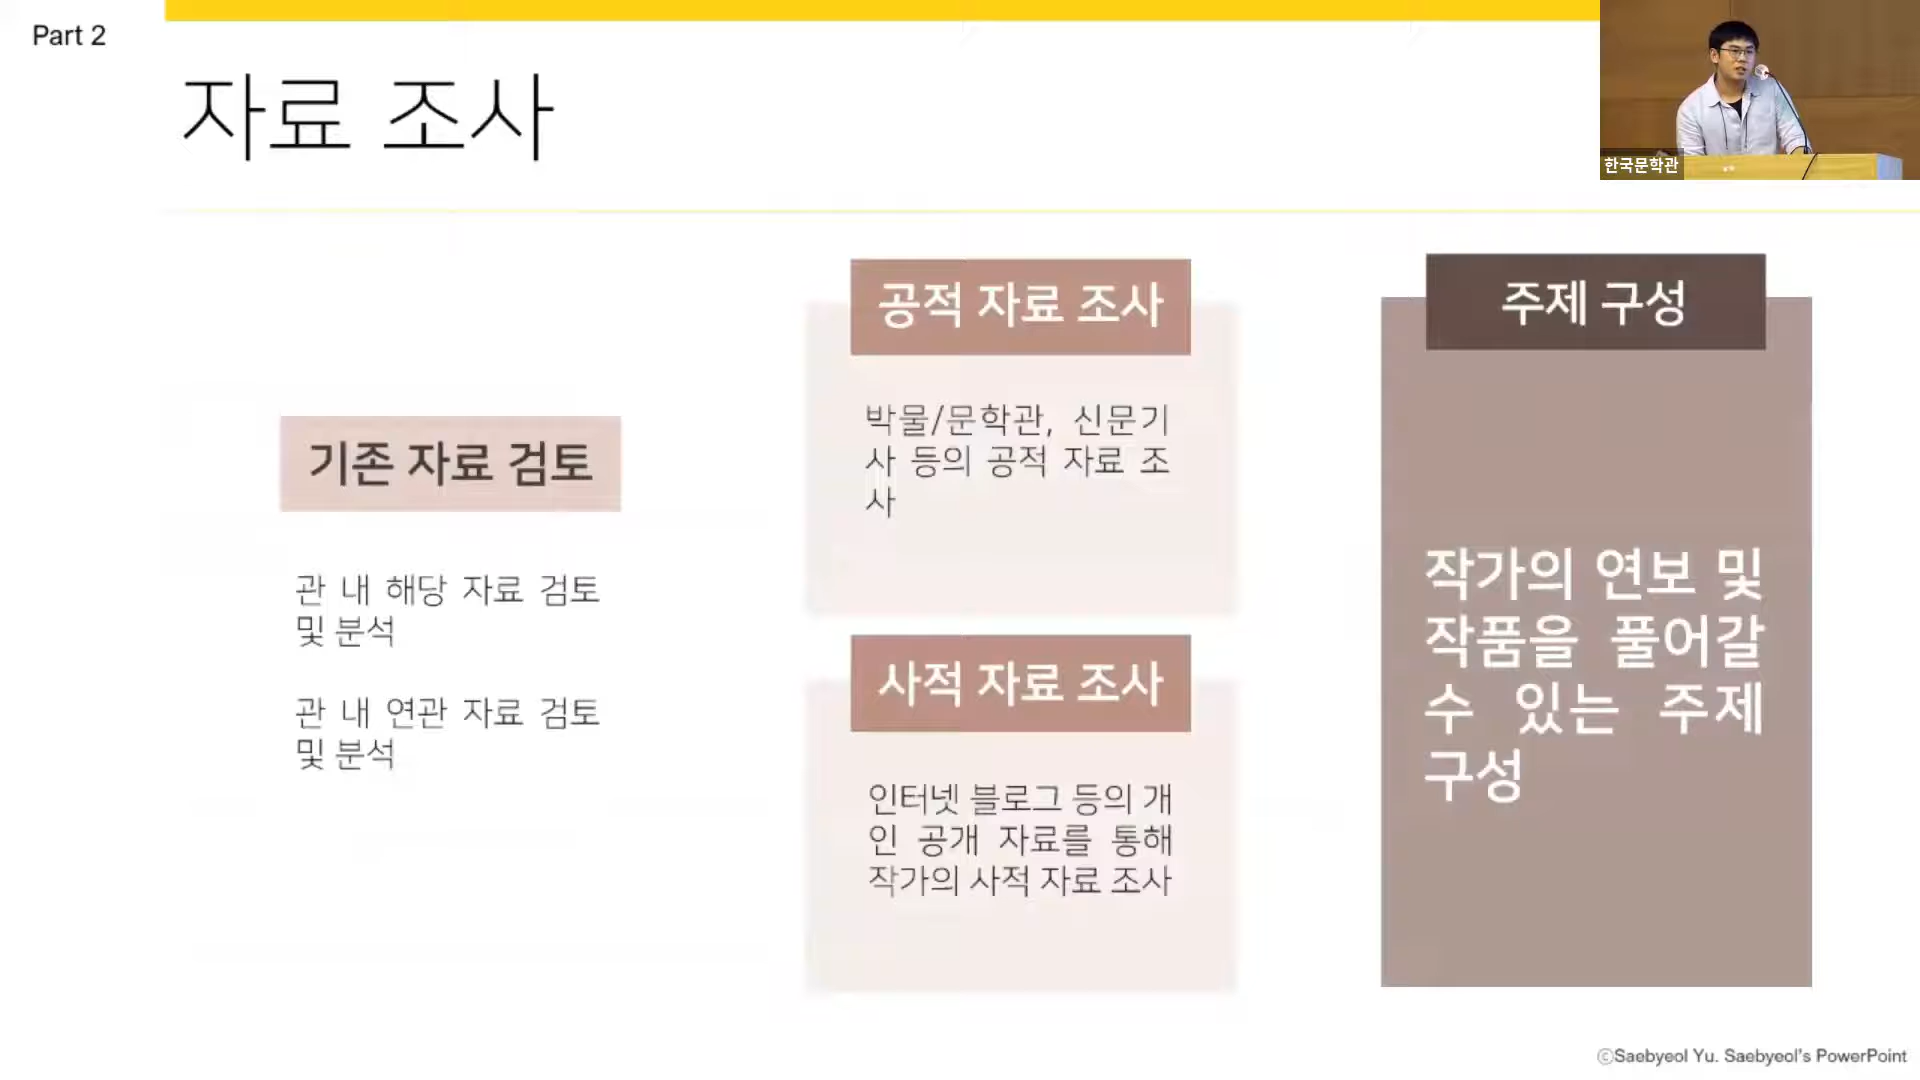 Part 2
자료 조사
한국문학관
기존 자료 검토
관 내 해당 자료 검토
및 분석
관 내 연관 자료 검토
및 분석
공적 자료 조사
박물/문학관, 신문기
사 등의 공적 자료 조
사
사적 자료 조사
인터넷 블로그 등의 개
인 공개 자료를 통해
작가의 사적 자료 조사
주제 구성
작가의 연보 및
작품을 풀어갈
수 있는 주제
구성
ⓒSaebyeol Yu. Saebyeol's PowerPoint